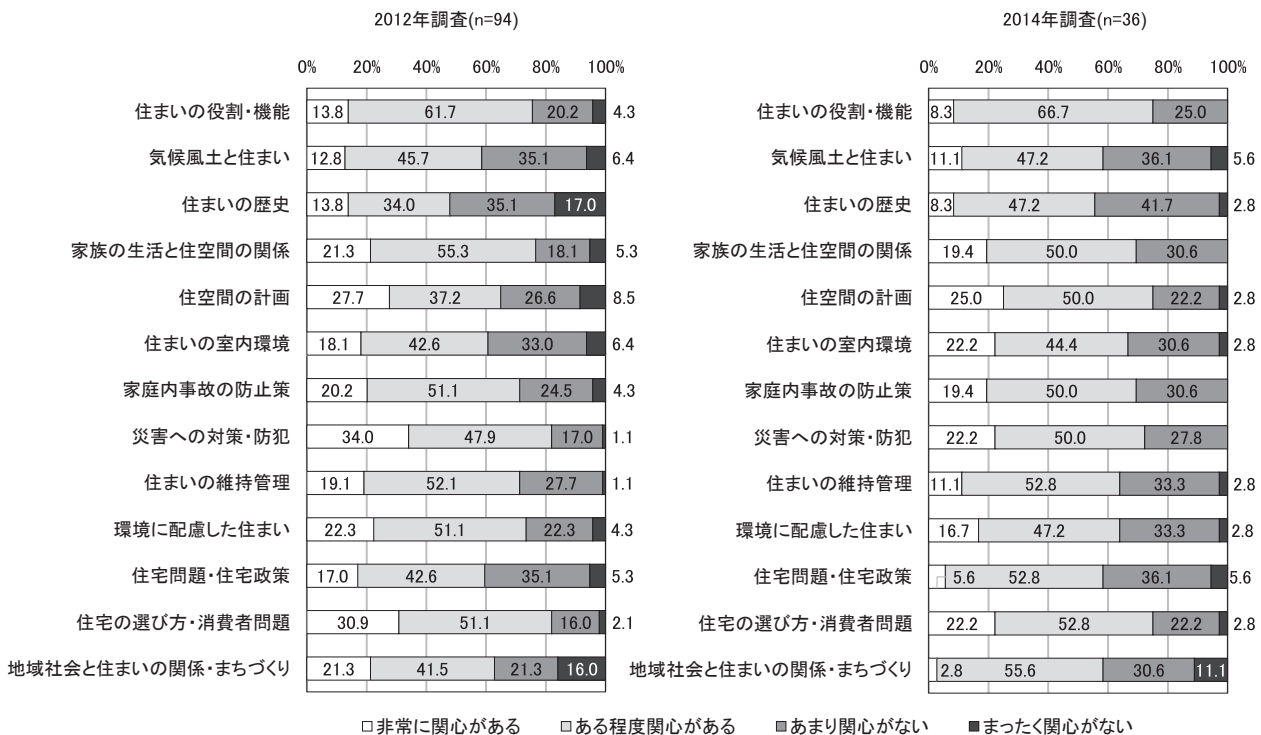 2012年調査(n=94)
0% 20% 40% 60% 80% 100%
住まいの役割・機能 13.8 61.7 20.2 4.3
気候風土と住まい 12.8 45.7 35.1 6.4
住まいの歴史 13.8 34.0 35.1 17.0
家族の生活と住空間の関係 21.3 55.3 18.1 5.3
住空間の計画 27.7 37.2 26.6 8.5
住まいの室内環境 18.1 42.6 33.0 6.4
家庭内事故の防止策 20.2 51.1 24.5 4.3
災害への対策・防犯 34.0 47.9 17.0 1.1
住まいの維持管理 19.1 52.1 27.7 1.1
環境に配慮した住まい 22.3 51.1 22.3 4.3
住宅問題・住宅政策 17.0 42.6 35.1 5.3
住宅の選び方・消費者問題 30.9 51.1 16.0 2.1
地域社会と住まいの関係・まちづくり 21.3 41.5 21.3 16.0
2014年調査(n=36)
0% 20% 40% 60% 80% 100%
住まいの役割・機能 8.3 66.7 25.0
気候風土と住まい 11.1 47.2 36.1 5.6
住まいの歴史 8.3 47.2 41.7 2.8
家族の生活と住空間の関係 19.4 50.0 30.6
住空間の計画 25.0 50.0 22.2 2.8
住まいの室内環境 22.2 44.4 30.6 2.8
家庭内事故の防止策 19.4 50.0 30.6
災害への対策・防犯 22.2 50.0 27.8
住まいの維持管理 11.1 52.8 33.3 2.8
環境に配慮した住まい 16.7 47.2 33.3 2.8
住宅問題・住宅政策 5.6 52.8 36.1 5.6
住宅の選び方・消費者問題 22.2 52.8 22.2 2.8
地域社会と住まいの関係・まちづくり 2.8 55.6 30.6 11.1
非常に関心がある ある程度関心がある あまり関心がない まったく関心がない